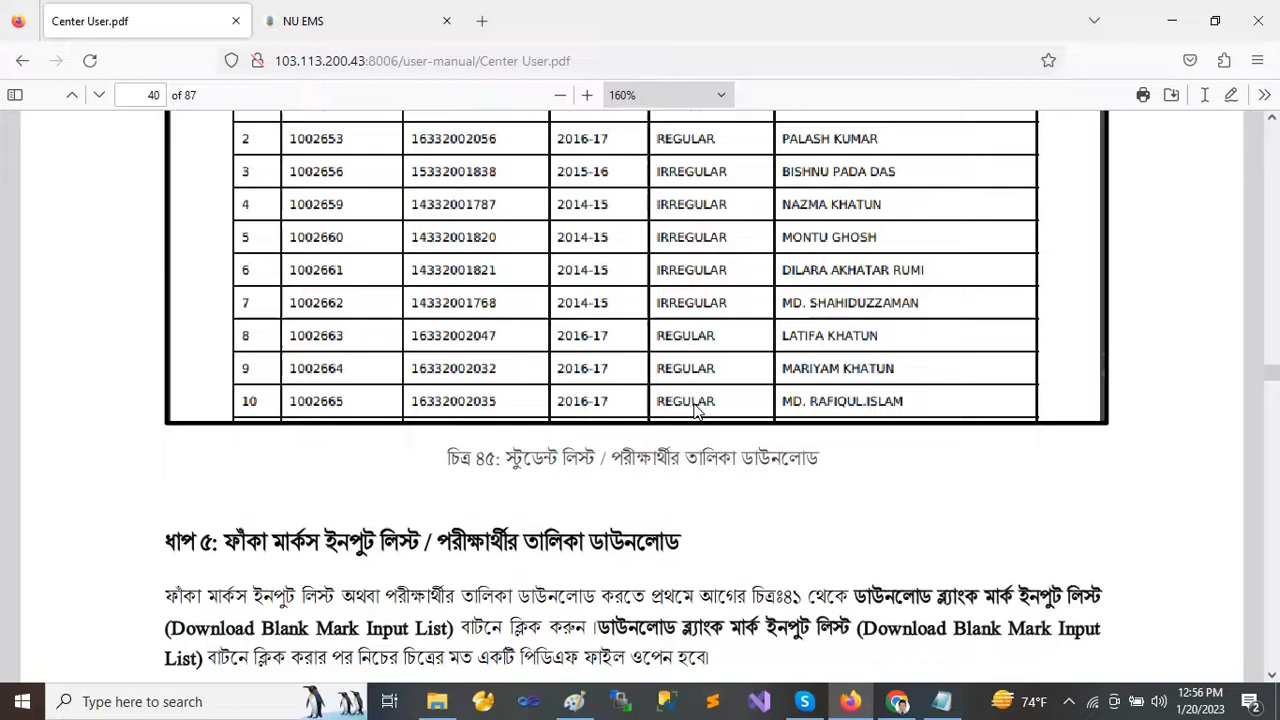 Center User.pdf
NU EMS
103.113.200.43:8006/user-manual/Center User.pdf
40 of 87
160%
2 1002653 16332002056 2016-17 REGULAR PALASH KUMAR
3 1002656 15332001838 2015-16 IRREGULAR BISHNU PADA DAS
4 1002659 14332001787 2014-15 IRREGULAR NAZMA KHATUN
5 1002660 14332001820 2014-15 IRREGULAR MONTU GHOSH
6 1002661 14332001821 2014-15 IRREGULAR DILARA AKHATAR RUMI
7 1002662 14332001768 2014-15 IRREGULAR MD. SHAHIDUZZAMAN
8 1002663 16332002047 2016-17 REGULAR LATIFA KHATUN
9 1002664 16332002032 2016-17 REGULAR MARIYAM KHATUN
10 1002665 16332002035 2016-17 REGULAR MD. RAFIQUL.ISLAM
চিত্র ৪৫: স্টুডেন্ট লিস্ট / পরীক্ষার্থীর তালিকা ডাউনলোড
ধাপ ৫: ফাঁকা মার্কস ইনপুট লিস্ট / পরীক্ষার্থীর তালিকা ডাউনলোড
ফাঁকা মার্কস ইনপুট লিস্ট অথবা পরীক্ষার্থীর তালিকা ডাউনলোড করতে প্রথমে আগের চিত্রঃ৪১ থেকে ডাউনলোড ব্ল্যাংক মার্ক ইনপুট লিস্ট
(Download Blank Mark Input List) বাটনে ক্লিক করুন।ডাউনলোড ব্ল্যাংক মার্ক ইনপুট লিস্ট (Download Blank Mark Input
List) বাটনে ক্লিক করার পর নিচের চিত্রের মত একটি পিডিএফ ফাইল ওপেন হবে।
Type here to search
74°F
12:56 PM
1/20/2023
2